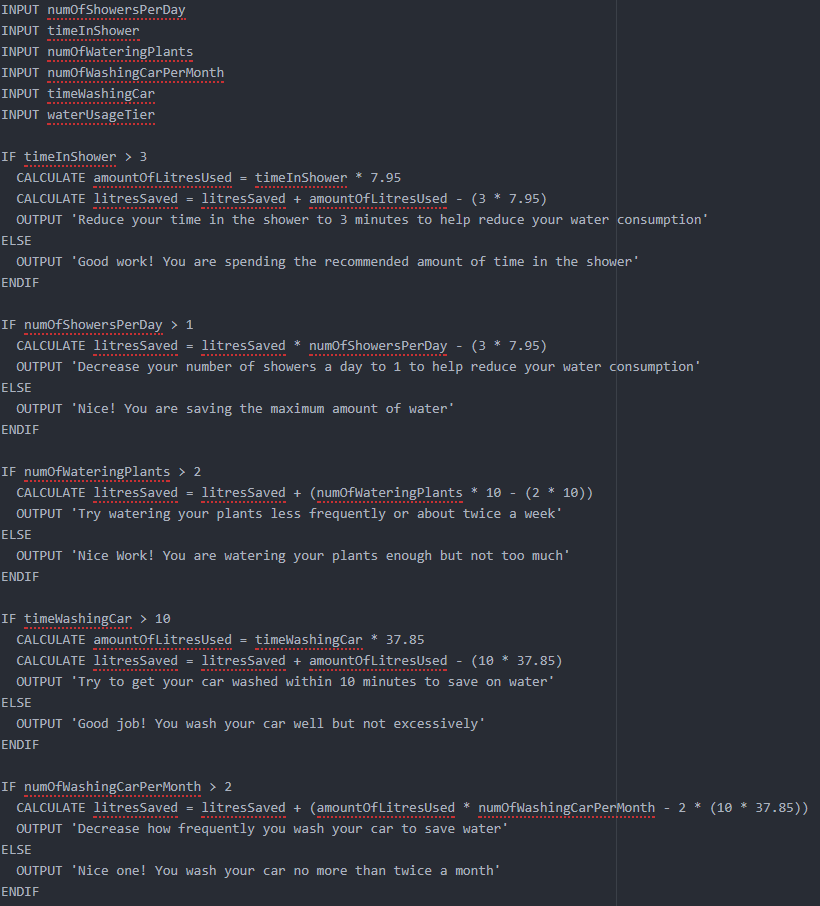 INPUT numOfShowersPerDay
INPUT timeInShower
INPUT numOfWateringPlants
INPUT numOfWashingCarPerMonth
INPUT timeWashingCar
INPUT waterUsageTier

IF timeInShower > 3
  CALCULATE amountOfLitresUsed = timeInShower * 7.95
  CALCULATE litresSaved = litresSaved + amountOfLitresUsed - (3 * 7.95)
  OUTPUT 'Reduce your time in the shower to 3 minutes to help reduce your water consumption'
ELSE
  OUTPUT 'Good work! You are spending the recommended amount of time in the shower'
ENDIF

IF numOfShowersPerDay > 1
  CALCULATE litresSaved = litresSaved * numOfShowersPerDay - (3 * 7.95)
  OUTPUT 'Decrease your number of showers a day to 1 to help reduce your water consumption'
ELSE
  OUTPUT 'Nice! You are saving the maximum amount of water'
ENDIF

IF numOfWateringPlants > 2
  CALCULATE litresSaved = litresSaved + (numOfWateringPlants * 10 - (2 * 10))
  OUTPUT 'Try watering your plants less frequently or about twice a week'
ELSE
  OUTPUT 'Nice Work! You are watering your plants enough but not too much'
ENDIF

IF timeWashingCar > 10
  CALCULATE amountOfLitresUsed = timeWashingCar * 37.85
  CALCULATE litresSaved = litresSaved + amountOfLitresUsed - (10 * 37.85)
  OUTPUT 'Try to get your car washed within 10 minutes to save on water'
ELSE
  OUTPUT 'Good job! You wash your car well but not excessively'
ENDIF

IF numOfWashingCarPerMonth > 2
  CALCULATE litresSaved = litresSaved + (amountOfLitresUsed * numOfWashingCarPerMonth - 2 * (10 * 37.85))
  OUTPUT 'Decrease how frequently you wash your car to save water'
ELSE
  OUTPUT 'Nice one! You wash your car no more than twice a month'
ENDIF